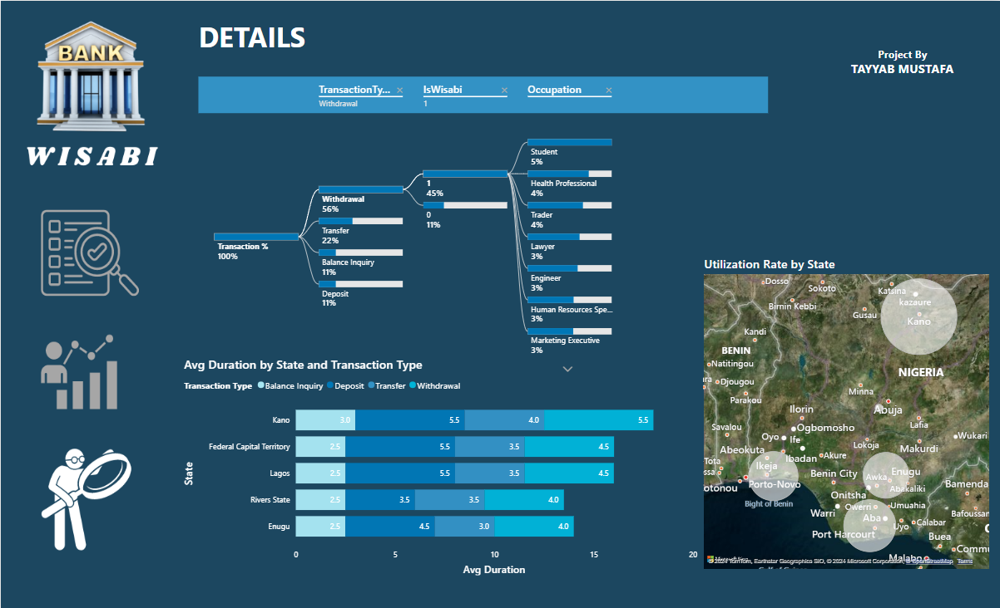 BANK
WISABI
DETAILS
Project By
TAYYAB MUSTAFA
TransactionTy... ×
Withdrawal
IsWisabi ×
1
Occupation ×
Transaction %
100%
Withdrawal
56%
Transfer
22%
Balance Inquiry
11%
Deposit
11%
1
45%
0
11%
Student
5%
Health Professional
4%
Trader
4%
Lawyer
3%
Engineer
3%
Human Resources Spe...
3%
Marketing Executive
3%
Avg Duration by State and Transaction Type
Transaction Type Balance Inquiry Deposit Transfer Withdrawal
State
Kano 3.0 5.5 4.0 5.5
Federal Capital Territory 2.5 5.5 3.5 4.5
Lagos 2.5 5.5 3.5 4.5
Rivers State 2.5 3.5 3.5 4.0
Enugu 2.5 4.5 3.0 4.0
0 5 10 15 20
Avg Duration
Utilization Rate by State
Dosso
Sokoto
Katsina
kazaure
Birnin Kebbi
Gusau
Kano
Kandi
BENIN
Natitingou
NIGERIA
Djougou
Parakou
Minna
Abuja
Ilorin
Savalou
Ogbomosho
Lafia
Oyo
Ife
Wukari
Abeokuta
Lokoja
Makurdi
Ibadan
Akure
Ikeja
Benin City
Awka
Enugu
Porto-Novo
Abakaliki
Bamenda
otonou
Onitsha
Bight of Benin
Owerri
Umuahia
Warri
Aba
Bafoussam
Uyo
Calabar
Port Harcourt
Buea
Malabo
Microsoft Bing
© 2024 TomTom, Earthstar Geographics SIO, © 2024 Microsoft Corporation, © OpenStreetMap Terms